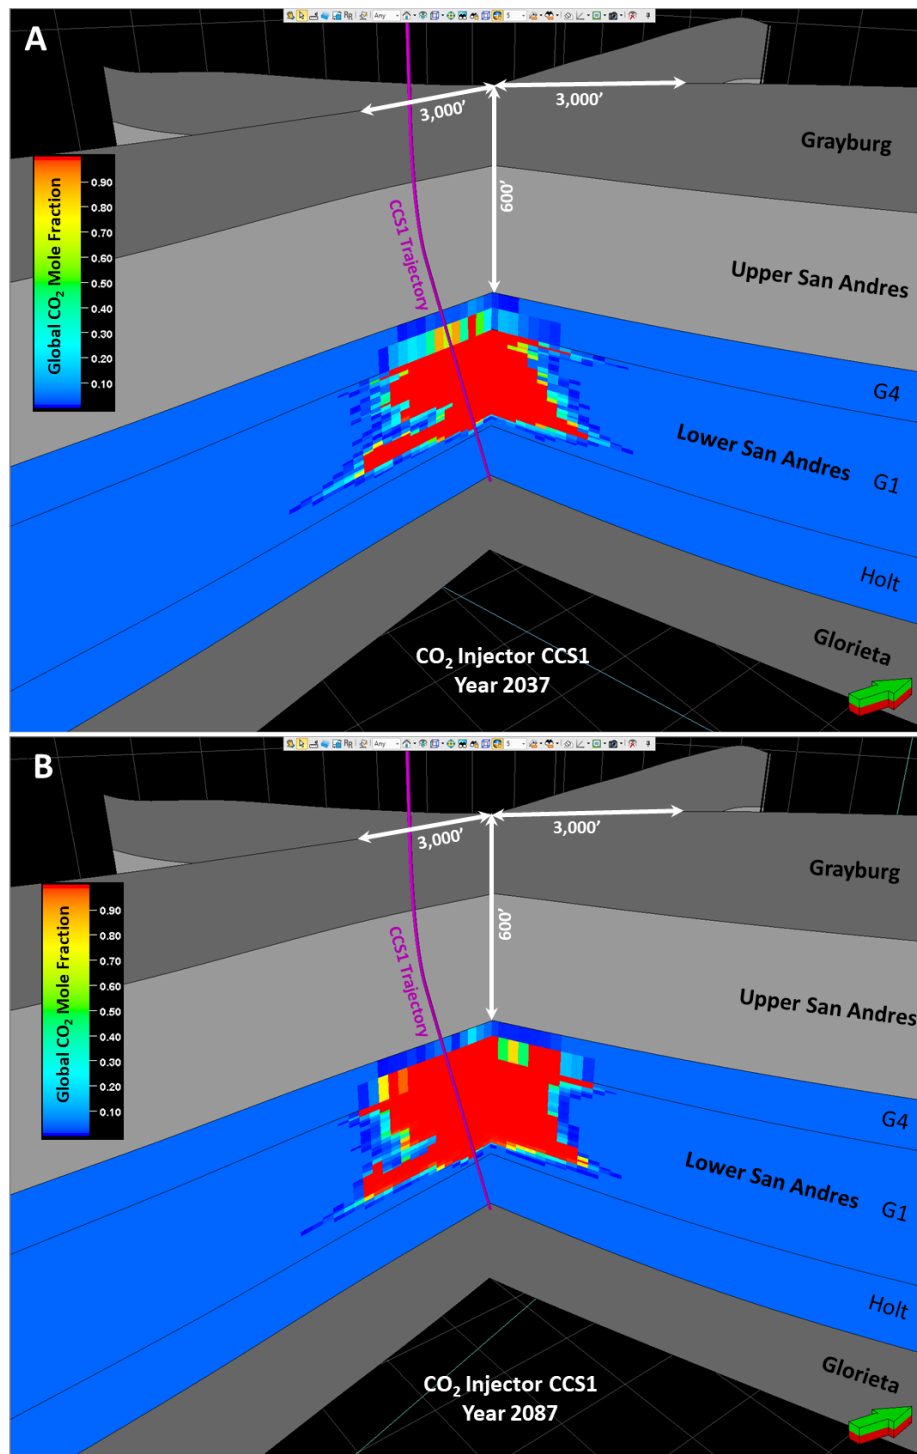 A
Any
5
3,000’
3,000’
Grayburg
600’
0.90
0.80
0.70
0.60
0.50
0.40
0.30
0.20
0.10
Global CO₂ Mole Fraction
CCS1 Trajectory
Upper San Andres
G4
Lower San Andres
G1
Holt
Glorieta
CO₂ Injector CCS1
Year 2037
B
Any
5
3,000’
3,000’
Grayburg
600’
0.90
0.80
0.70
0.60
0.50
0.40
0.30
0.20
0.10
Global CO₂ Mole Fraction
CCS1 Trajectory
Upper San Andres
G4
Lower San Andres
G1
Holt
Glorieta
CO₂ Injector CCS1
Year 2087